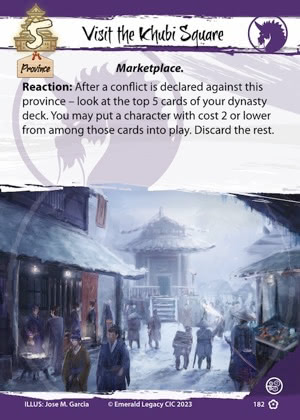 5
Visit the Khubi Square
Province
Marketplace.
Reaction: After a conflict is declared against this
province – look at the top 5 cards of your dynasty
deck. You may put a character with cost 2 or lower
from among those cards into play. Discard the rest.
ILLUS: Jose M. Garcia
© Emerald Legacy CIC 2023
182